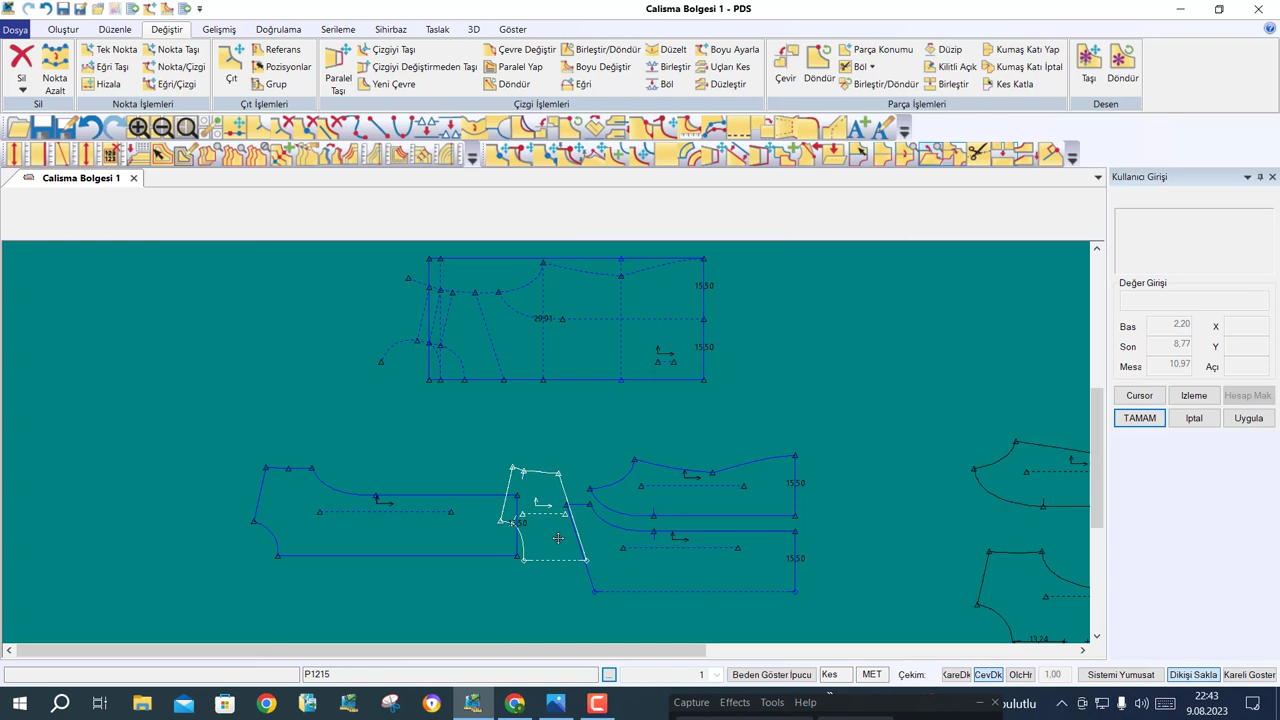 Calisma Bolgesi 1 - PDS
Dosya Oluştur Düzenle Değiştir Gelişmiş Doğrulama Sihirbaz Serileme Taslak 3D Göster
Tek Nokta Nokta Taşı Referans Çizgiyi Taşı Çevre Değiştir Birleştir/Döndür Düzelt Boyu Ayarı Parça Konumu Düzip Kumaş Katı Yap
Sil Nokta Azalt Eğri Taşı Nokta/Çizgi Çıt Pozisyonlar Paralel Taşı Çizgiyi Değiştirmeden Taşı Paralel Yap Boyu Değiştir Birleştir Uçları Kes Çevir Döndür Böl Kilitli Açık Kumaş Katı İptal Taşı Döndür
Hizala Eğri/Çizgi Grup Yeni Çevre Döndür Eğri Böl Düzleştir Birleştir/Döndür Birleştir Kes Katla
Sil Nokta İşlemleri Çıt İşlemleri Çizgi İşlemleri Parça İşlemleri Desen
Calisma Bolgesi 1
Kullanıcı Girişi
Değer Girişi
Bas 2,20 X
Son 8,77 Y
Mesa 10,97 Açı
Cursor Izleme Hesap Mak
TAMAM Iptal Uygula
15,50
29,91
15,50
15,50
15,50
13,24
P1215 ... 1 Beden Göster İpucu Kes MET Çekim: KareDk CevDk OlcHr 1,00 Sistemi Yumusat Dikişi Sakla Kareli Goster
Capture Effects Tools Help
22.43
9.08.2023